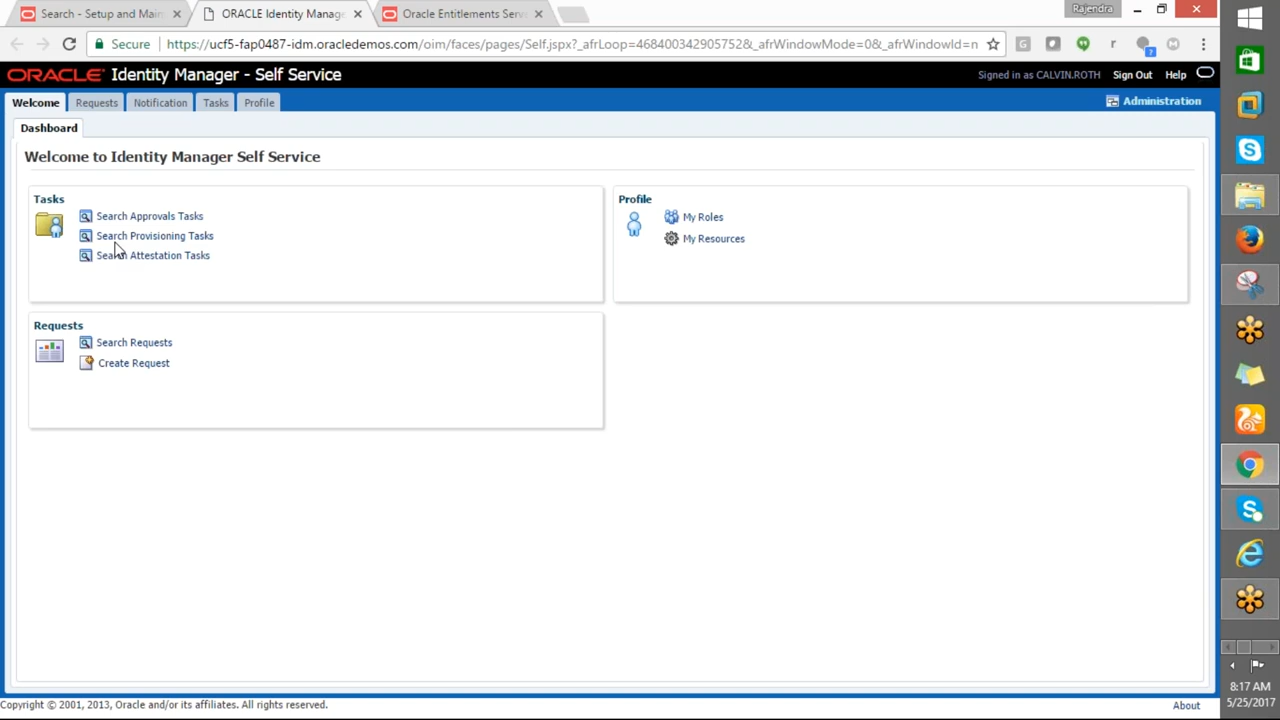 Search - Setup and Main
ORACLE Identity Manage
Oracle Entitlements Serv
Rajendra
Secure
https://ucf5-fap0487-idm.oracledemos.com/oim/faces/pages/Self.jspx?_afrLoop=468400342905752&_afrWindowMode=0&_afrWindowId=n
ORACLE Identity Manager - Self Service
Signed in as CALVIN.ROTH Sign Out Help
Welcome Requests Notification Tasks Profile
Administration
Dashboard
Welcome to Identity Manager Self Service
Tasks
Search Approvals Tasks
Search Provisioning Tasks
Search Attestation Tasks
Profile
My Roles
My Resources
Requests
Search Requests
Create Request
8:17 AM
5/25/2017
Copyright © 2001, 2013, Oracle and/or its affiliates. All rights reserved.
About